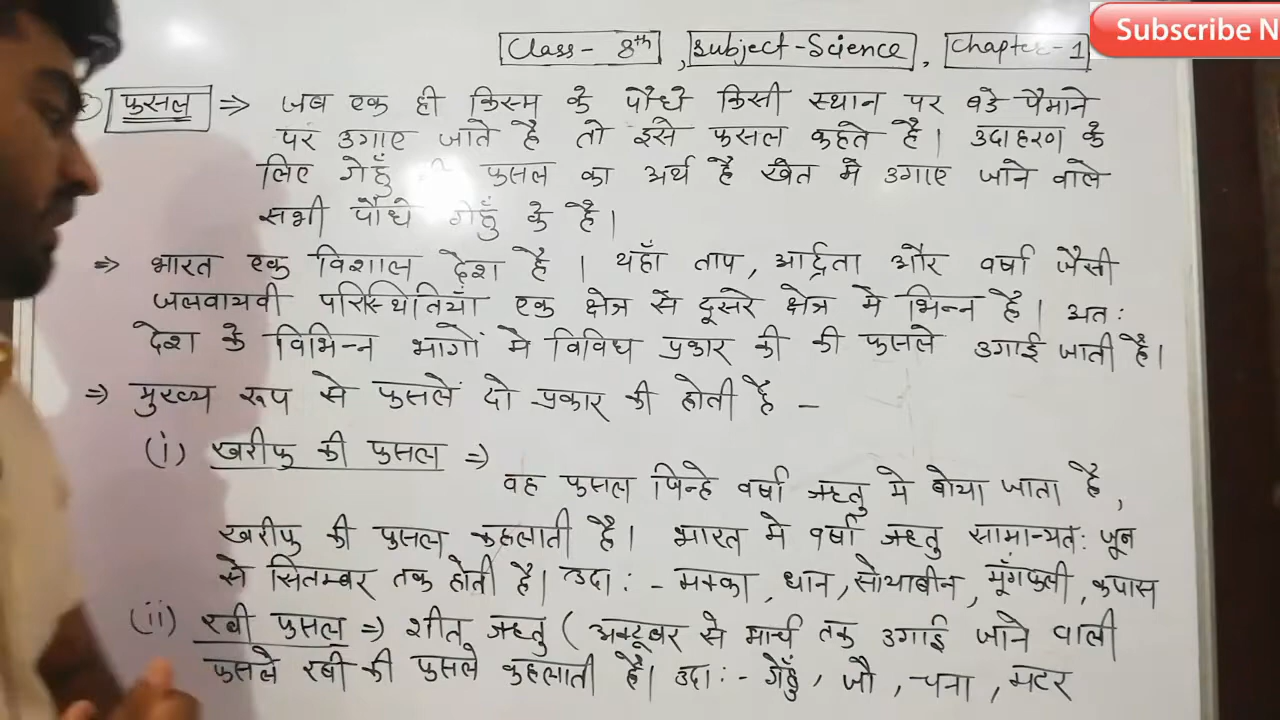 Subscribe N
Class- 8th, Subject-Science, Chapter-1
फसल ⇒ जब एक ही किस्म के पौधे किसी स्थान पर बडे पैमाने
पर उगाए जाते है तो इसे फसल कहते है। उदाहरण के
लिए गेहूँ फसल का अर्थ है खेत मे उगाए जाने वाले
सभी पौधे गेहूँ के है।
⇒ भारत एक विशाल देश है। यहाँ ताप, आर्द्रता और वर्षा जैसी
जलवायवी परिस्थितियाँ एक क्षेत्र से दूसरे क्षेत्र मे भिन्न है। अतः
देश के विभिन्न भागों मे विविध प्रकार की की फसले उगाई जाती है।
⇒ मुख्य रूप से फसलें दो प्रकार की होती है –
(i) खरीफ की फसल ⇒
वह फसल जिन्हे वर्षा ऋतु मे बोया जाता है,
खरीफ की फसल कहलाती है। भारत मे वर्षा ऋतु सामान्यतः जून
से सितम्बर तक होती है। उदा: - मक्का, धान, सोयाबीन, मूँगफली, कपास
(ii) रबी फसल ⇒ शीत ऋतु (अक्टूबर से मार्च तक उगाई जाने वाली
फसले रबी की फसले कहलाती है। उदा: - गेहूँ, जौ, चना, मटर